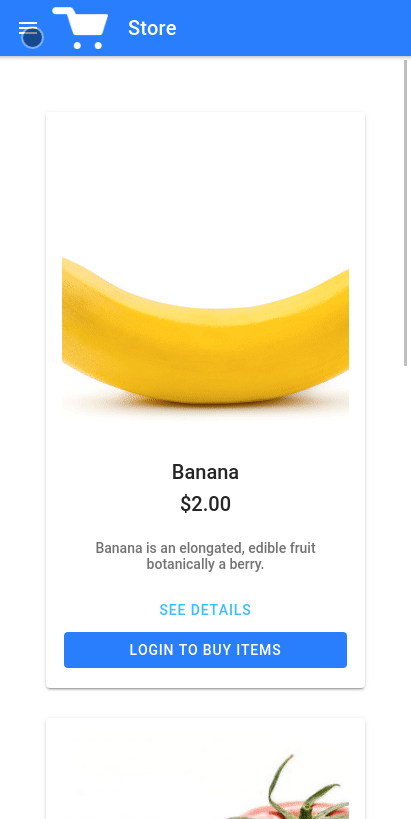 Store
Banana
$2.00
Banana is an elongated, edible fruit
botanically a berry.
SEE DETAILS
LOGIN TO BUY ITEMS